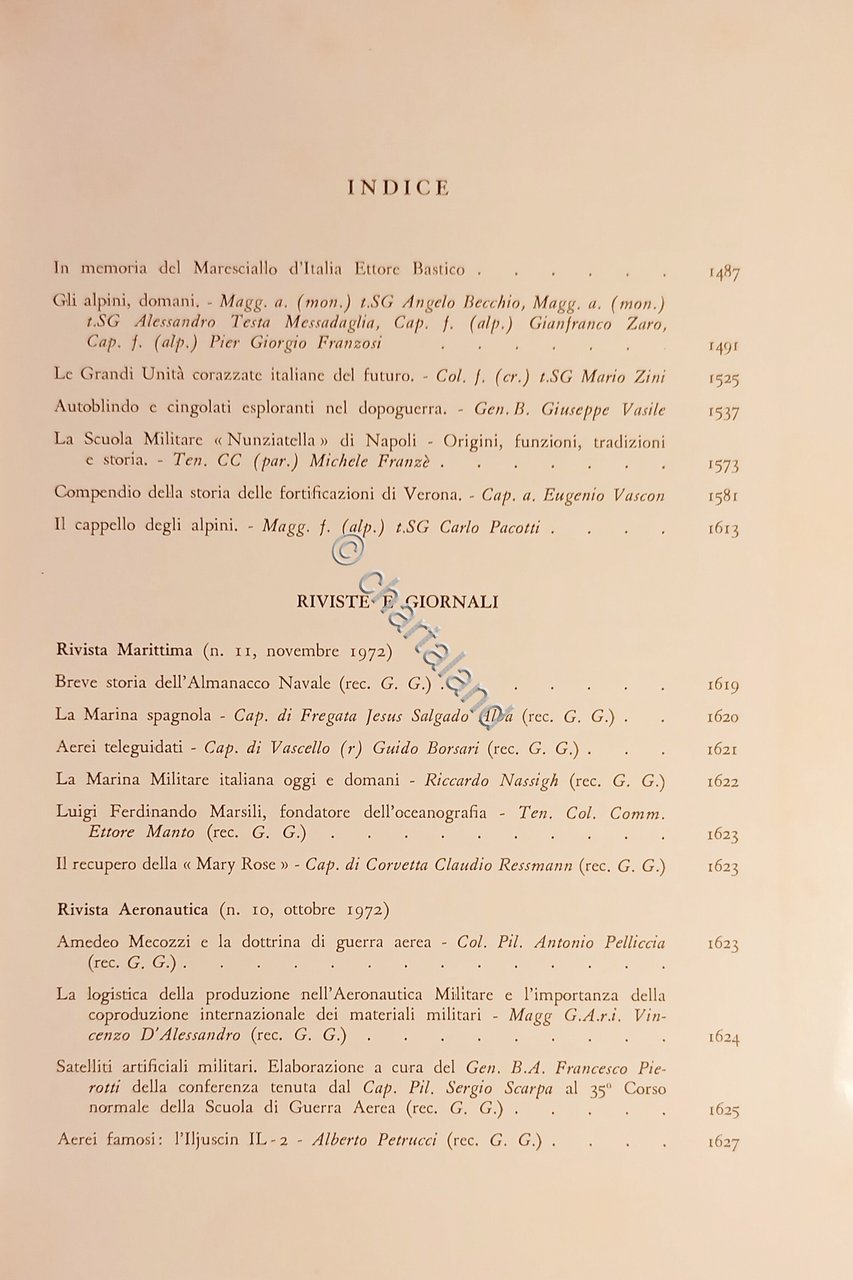 INDICE
In memoria del Maresciallo d'Italia Ettore Bastico . . . . . . 1487
Gli alpini, domani. - Magg. a. (mon.) t.SG Angelo Becchio, Magg. a. (mon.)
t.SG Alessandro Testa Messadaglia, Cap. f. (alp.) Gianfranco Zaro,
Cap. f. (alp.) Pier Giorgio Franzosi . . . . . . . 1491
Le Grandi Unità corazzate italiane del futuro. - Col. f. (cr.) t.SG Mario Zini 1525
Autoblindo e cingolati esploranti nel dopoguerra. - Gen. B. Giuseppe Vasile 1537
La Scuola Militare « Nunziatella » di Napoli - Origini, funzioni, tradizioni
e storia. - Ten. CC (par.) Michele Franzè . . . . . . . 1573
Compendio della storia delle fortificazioni di Verona. - Cap. a. Eugenio Vascon 1581
Il cappello degli alpini. - Magg. f. (alp.) t.SG Carlo Pacotti . . . . 1613
© chartaland
RIVISTE E GIORNALI
Rivista Marittima (n. 11, novembre 1972)
Breve storia dell'Almanacco Navale (rec. G. G.) . . . . . . 1619
La Marina spagnola - Cap. di Fregata Jesus Salgado (rec. G. G.) . . 1620
Aerei teleguidati - Cap. di Vascello (r) Guido Borsari (rec. G. G.) . . . 1621
La Marina Militare italiana oggi e domani - Riccardo Nassigh (rec. G. G.) 1622
Luigi Ferdinando Marsili, fondatore dell'oceanografia - Ten. Col. Comm.
Ettore Manto (rec. G. G.) . . . . . . . . . . 1623
Il recupero della « Mary Rose » - Cap. di Corvetta Claudio Ressmann (rec. G. G.) 1623
Rivista Aeronautica (n. 10, ottobre 1972)
Amedeo Mecozzi e la dottrina di guerra aerea - Col. Pil. Antonio Pelliccia 1623
(rec. G. G.) . . . . . . . . . . . . . .
La logistica della produzione nell'Aeronautica Militare e l'importanza della
coproduzione internazionale dei materiali militari - Magg G.A.r.i. Vin-
cenzo D'Alessandro (rec. G. G.) . . . . . . . . . 1624
Satelliti artificiali militari. Elaborazione a cura del Gen. B.A. Francesco Pie-
rotti della conferenza tenuta dal Cap. Pil. Sergio Scarpa al 35º Corso
normale della Scuola di Guerra Aerea (rec. G. G.) . . . . . 1625
Aerei famosi: l'Iljuscin IL-2 - Alberto Petrucci (rec. G. G.) . . . . 1627